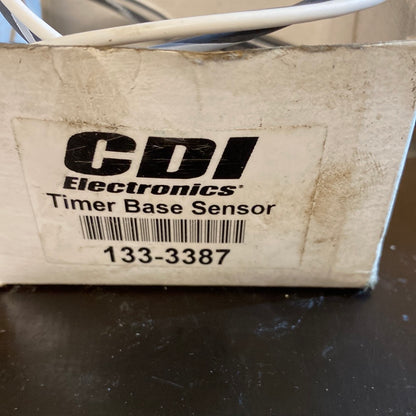 CDI
Electronics®
Timer Base Sensor
133-3387